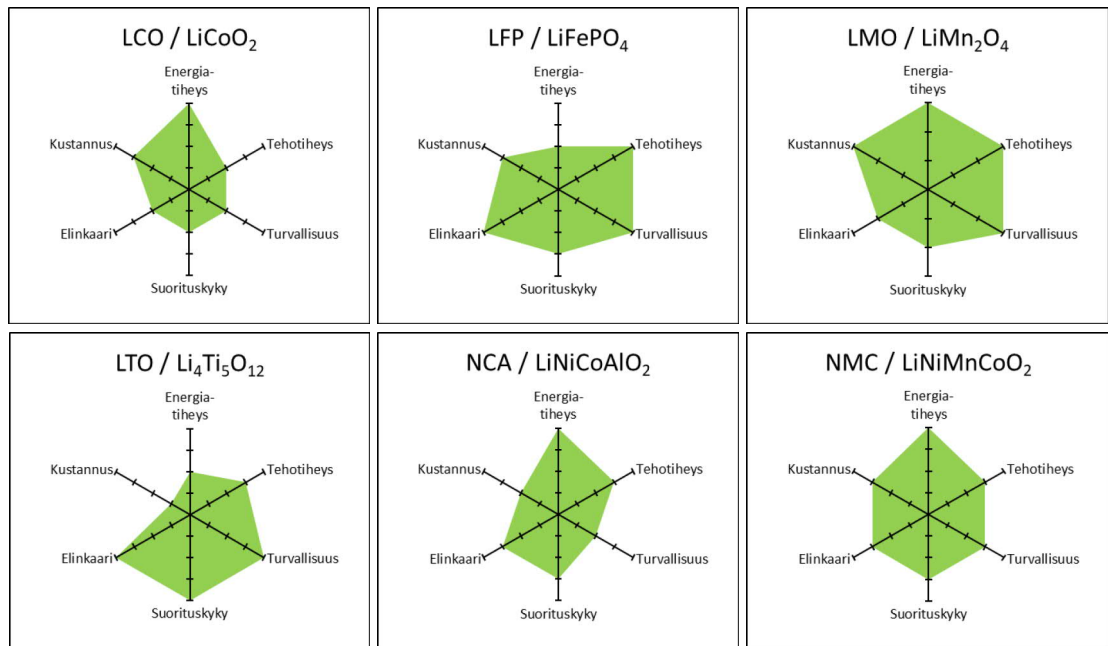 LCO / LiCoO₂
Energia-
tiheys
Kustannus
Tehotiheys
Elinkaari
Turvallisuus
Suorituskyky
LFP / LiFePO₄
Energia-
tiheys
Kustannus
Tehotiheys
Elinkaari
Turvallisuus
Suorituskyky
LMO / LiMn₂O₄
Energia-
tiheys
Kustannus
Tehotiheys
Elinkaari
Turvallisuus
Suorituskyky
LTO / Li₄Ti₅O₁₂
Energia-
tiheys
Kustannus
Tehotiheys
Elinkaari
Turvallisuus
Suorituskyky
NCA / LiNiCoAlO₂
Energia-
tiheys
Kustannus
Tehotiheys
Elinkaari
Turvallisuus
Suorituskyky
NMC / LiNiMnCoO₂
Energia-
tiheys
Kustannus
Tehotiheys
Elinkaari
Turvallisuus
Suorituskyky